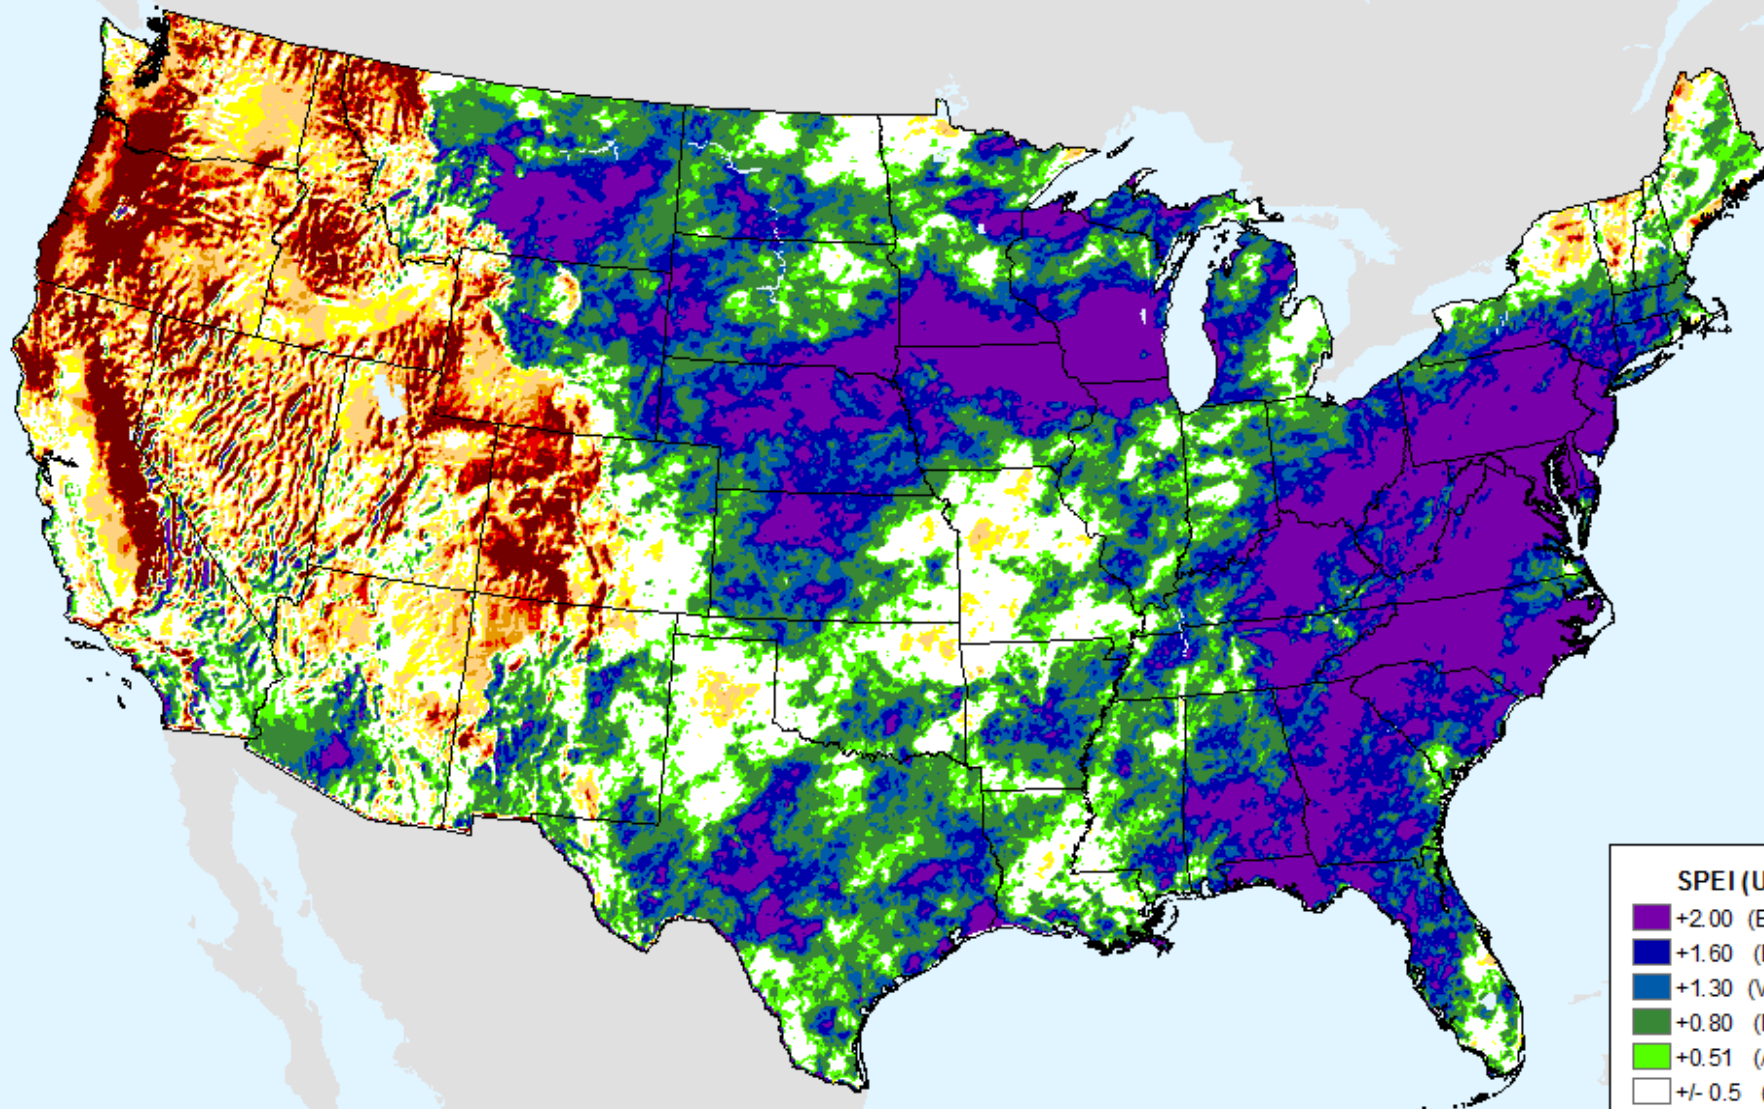 SPEI (U
+2.00 (E
+1.60 (
+1.30 (V
+0.80 (
+0.51 (
+/- 0.5 (